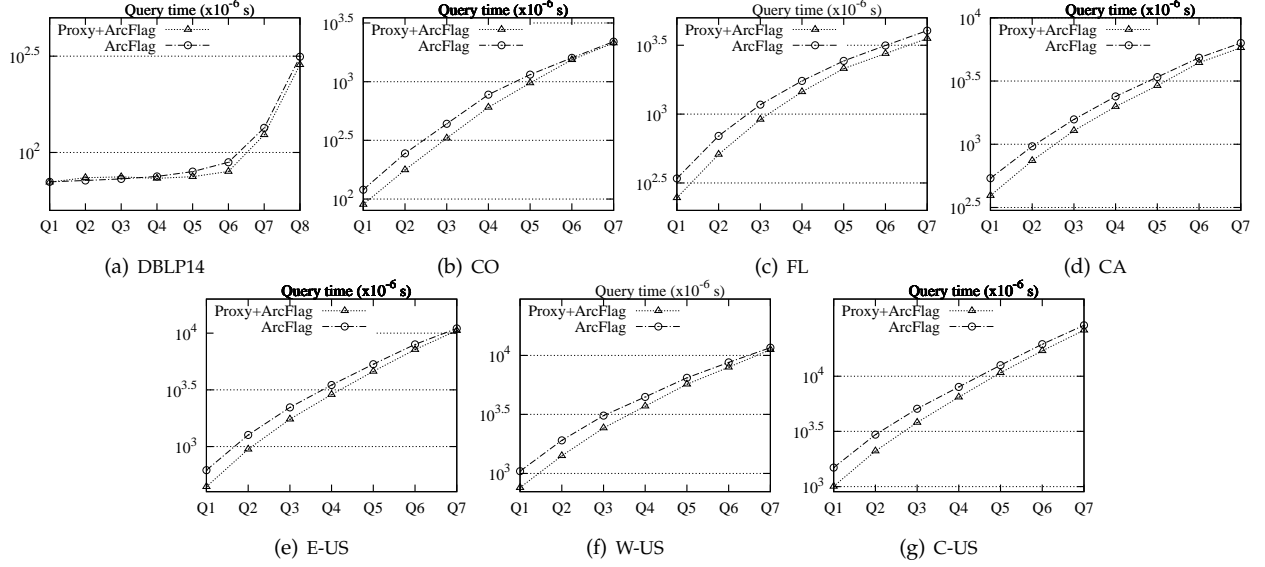 Query time (x10^-6 s)
Proxy+ArcFlag
ArcFlag
10^2.5
10^2
Q1 Q2 Q3 Q4 Q5 Q6 Q7 Q8
(a) DBLP14
Query time (x10^-6 s)
10^3.5
Proxy+ArcFlag
ArcFlag
10^3
10^2.5
10^2
Q1 Q2 Q3 Q4 Q5 Q6 Q7
(b) CO
Query time (x10^-6 s)
Proxy+ArcFlag
10^3.5
ArcFlag
10^3
10^2.5
Q1 Q2 Q3 Q4 Q5 Q6 Q7
(c) FL
Query time (x10^-6 s)
10^4
Proxy+ArcFlag
ArcFlag
10^3.5
10^3
10^2.5
Q1 Q2 Q3 Q4 Q5 Q6 Q7
(d) CA
Query time (x10^-6 s)
Proxy+ArcFlag
10^4
ArcFlag
10^3.5
10^3
Q1 Q2 Q3 Q4 Q5 Q6 Q7
(e) E-US
Query time (x10^-6 s)
Proxy+ArcFlag
ArcFlag
10^4
10^3.5
10^3
Q1 Q2 Q3 Q4 Q5 Q6 Q7
(f) W-US
Query time (x10^-6 s)
Proxy+ArcFlag
ArcFlag
10^4
10^3.5
10^3
Q1 Q2 Q3 Q4 Q5 Q6 Q7
(g) C-US